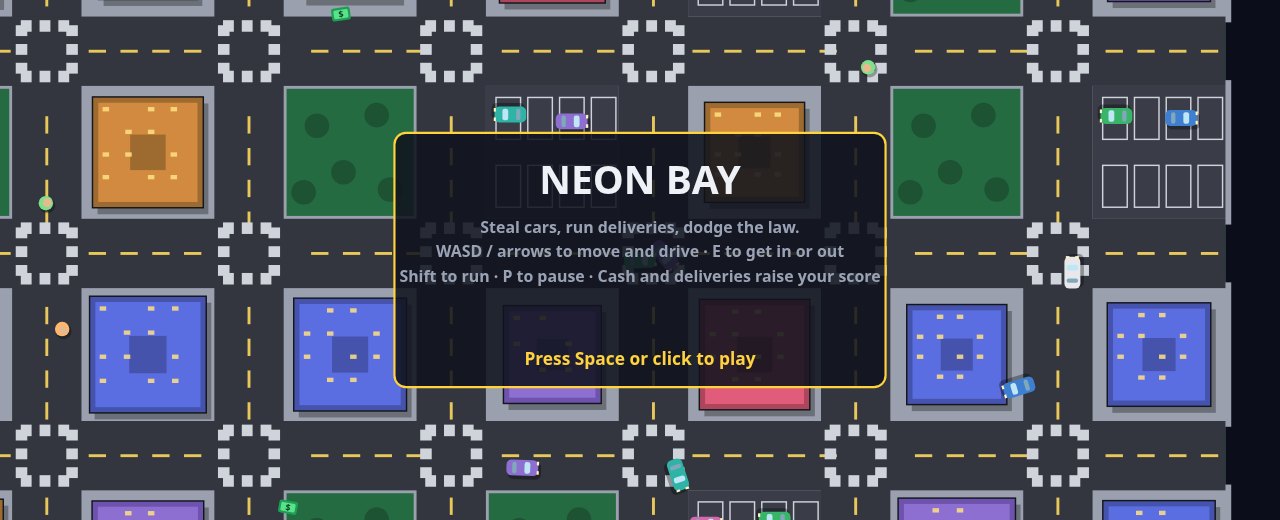 $
NEON BAY
Steal cars, run deliveries, dodge the law.
WASD / arrows to move and drive · E to get in or out
Shift to run · P to pause · Cash and deliveries raise your score
Press Space or click to play
$